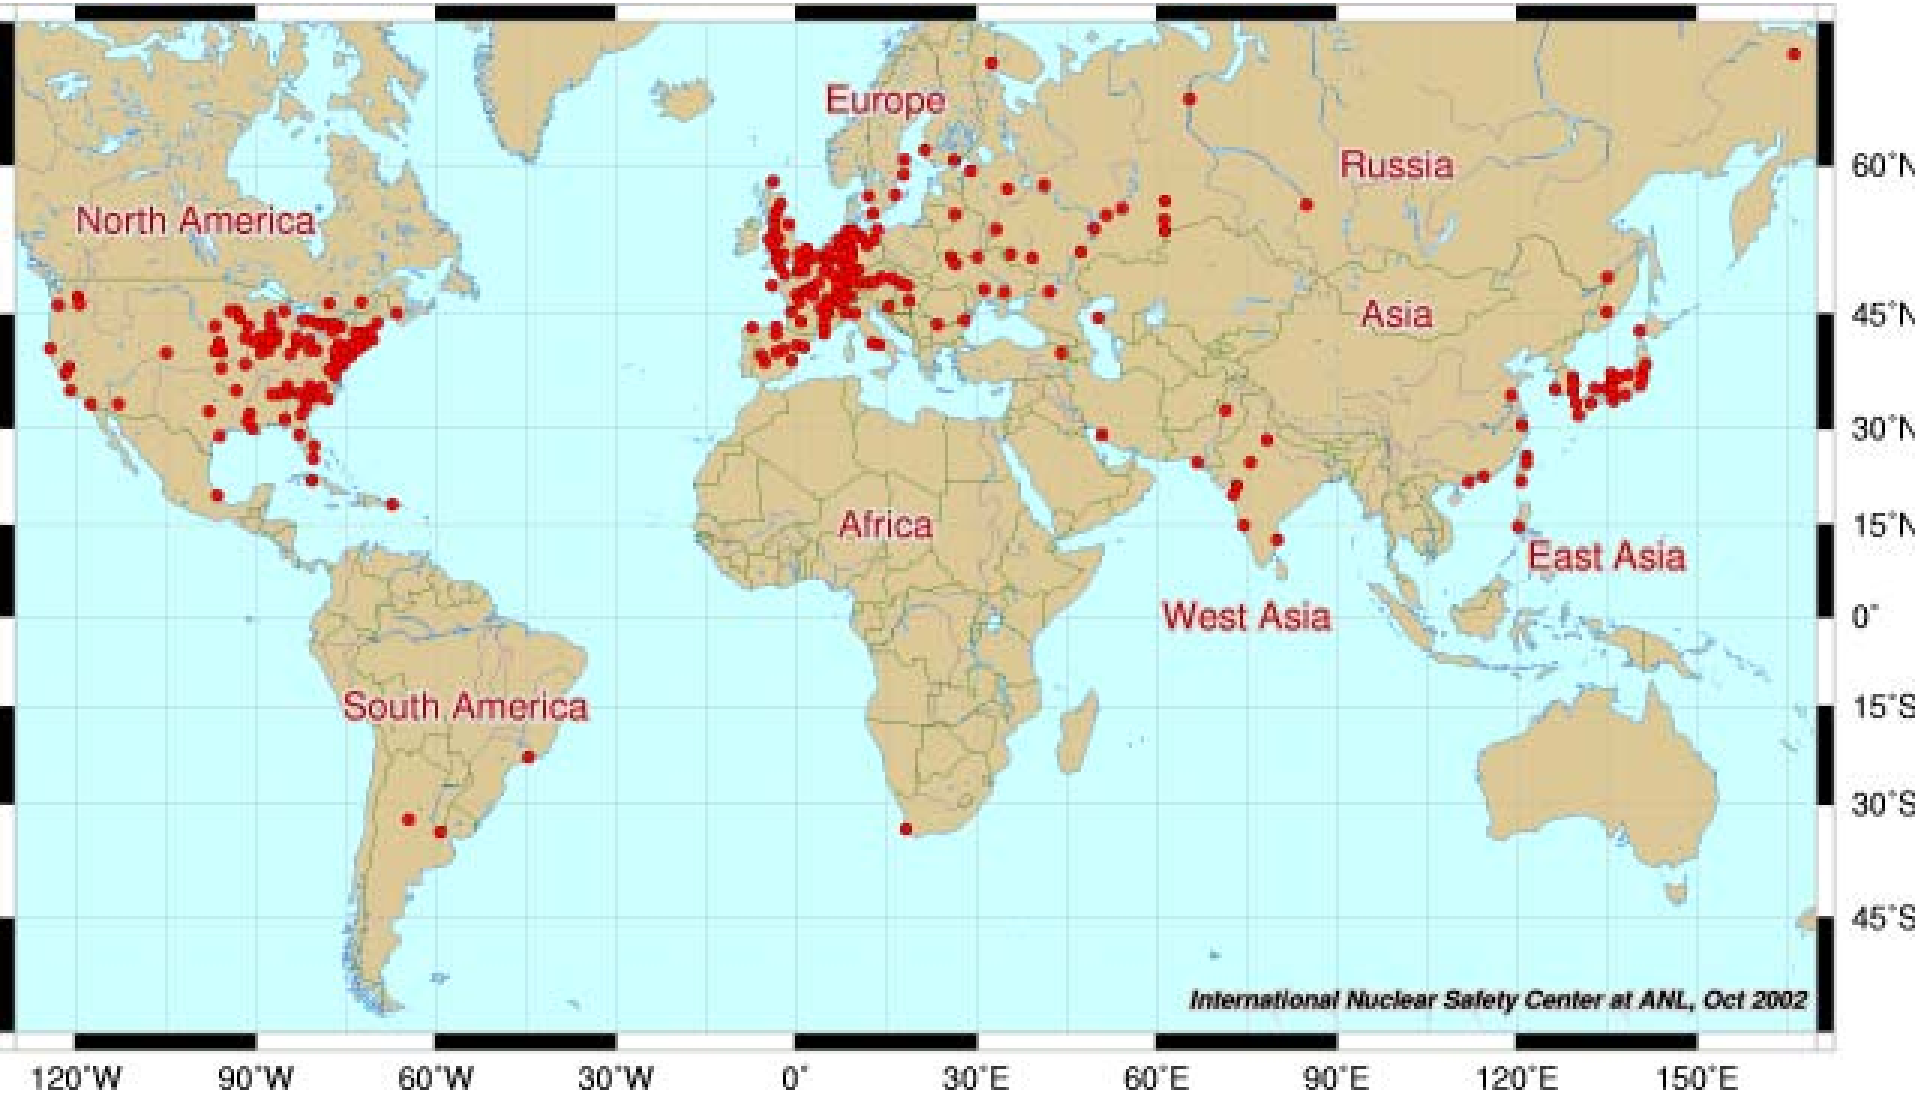 Europe
Russia
North America
Asia
Africa
East Asia
West Asia
South America
60°N
45°N
30°N
15°N
0°
15°S
30°S
45°S
International Nuclear Safety Center at ANL, Oct 2002
120°W 90°W 60°W 30°W 0° 30°E 60°E 90°E 120°E 150°E